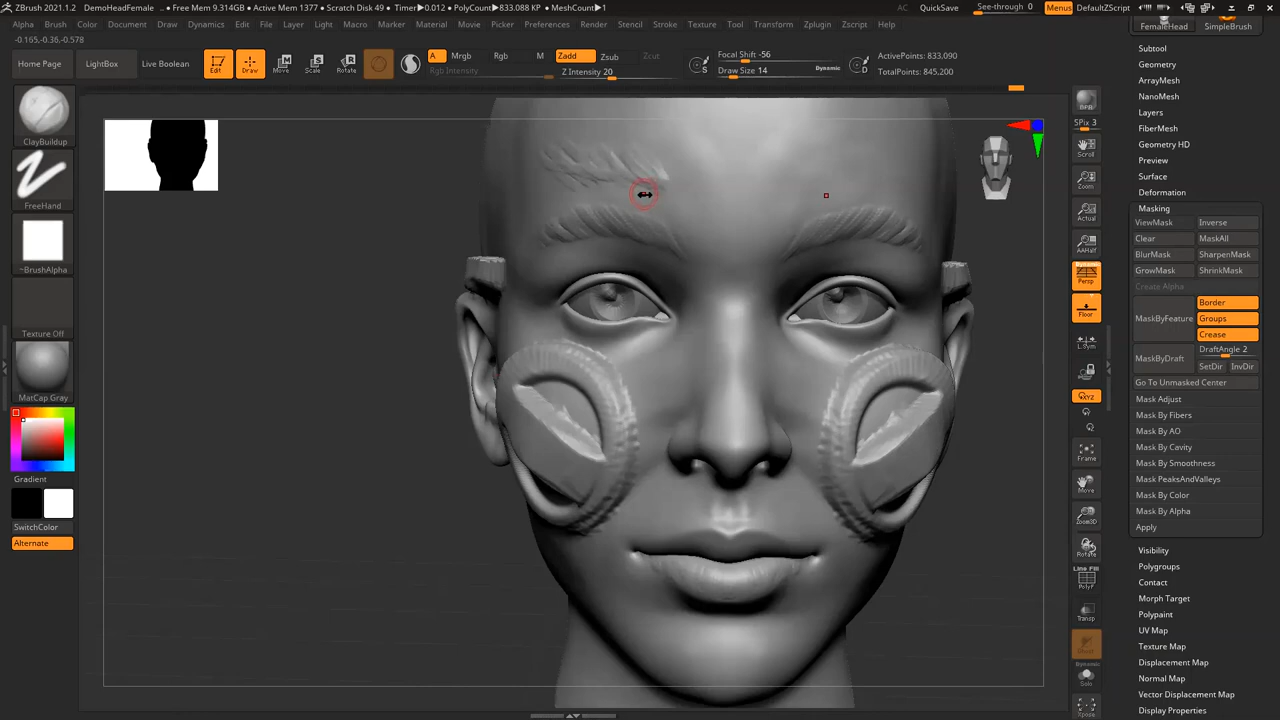 ZBrush 2021.1.2 DemoHeadFemale .. • Free Mem 9.314GB • Active Mem 1377 • Scratch Disk 49 • Timer▶0.012 • PolyCount▶833.088 KP • MeshCount▶1
AC QuickSave See-through 0 Menus DefaultZScript
Alpha Brush Color Document Draw Dynamics Edit File Layer Light Macro Marker Material Movie Picker Preferences Render Stencil Stroke Texture Tool Transform Zplugin Zscript Help
FemaleHead SimpleBrush
-0.165,-0.36,-0.578
Home Page LightBox Live Boolean
Edit Draw Move Scale Rotate
A Mrgb Rgb M Zadd Zsub Zcut
Rgb Intensity Z Intensity 20
S Focal Shift -56
Draw Size 14 Dynamic D
ActivePoints: 833,090
TotalPoints: 845,200
ClayBuildup
FreeHand
~BrushAlpha
Texture Off
MatCap Gray
Gradient
SwitchColor
Alternate
BPR
SPix 3
Scroll
Zoom
Actual
AAHalf
Dynamic
Persp
Floor
L.Sym
XYZ
Frame
Move
Zoom3D
Rotate
Line Fill
PolyF
Transp
Ghost
Dynamic
Solo
Xpose
Subtool
Geometry
ArrayMesh
NanoMesh
Layers
FiberMesh
Geometry HD
Preview
Surface
Deformation
Masking
ViewMask Inverse
Clear MaskAll
BlurMask SharpenMask
GrowMask ShrinkMask
Create Alpha
MaskByFeature Border
Groups
Crease
MaskByDraft DraftAngle 2
SetDir InvDir
Go To Unmasked Center
Mask Adjust
Mask By Fibers
Mask By AO
Mask By Cavity
Mask By Smoothness
Mask PeaksAndValleys
Mask By Color
Mask By Alpha
Apply
Visibility
Polygroups
Contact
Morph Target
Polypaint
UV Map
Texture Map
Displacement Map
Normal Map
Vector Displacement Map
Display Properties